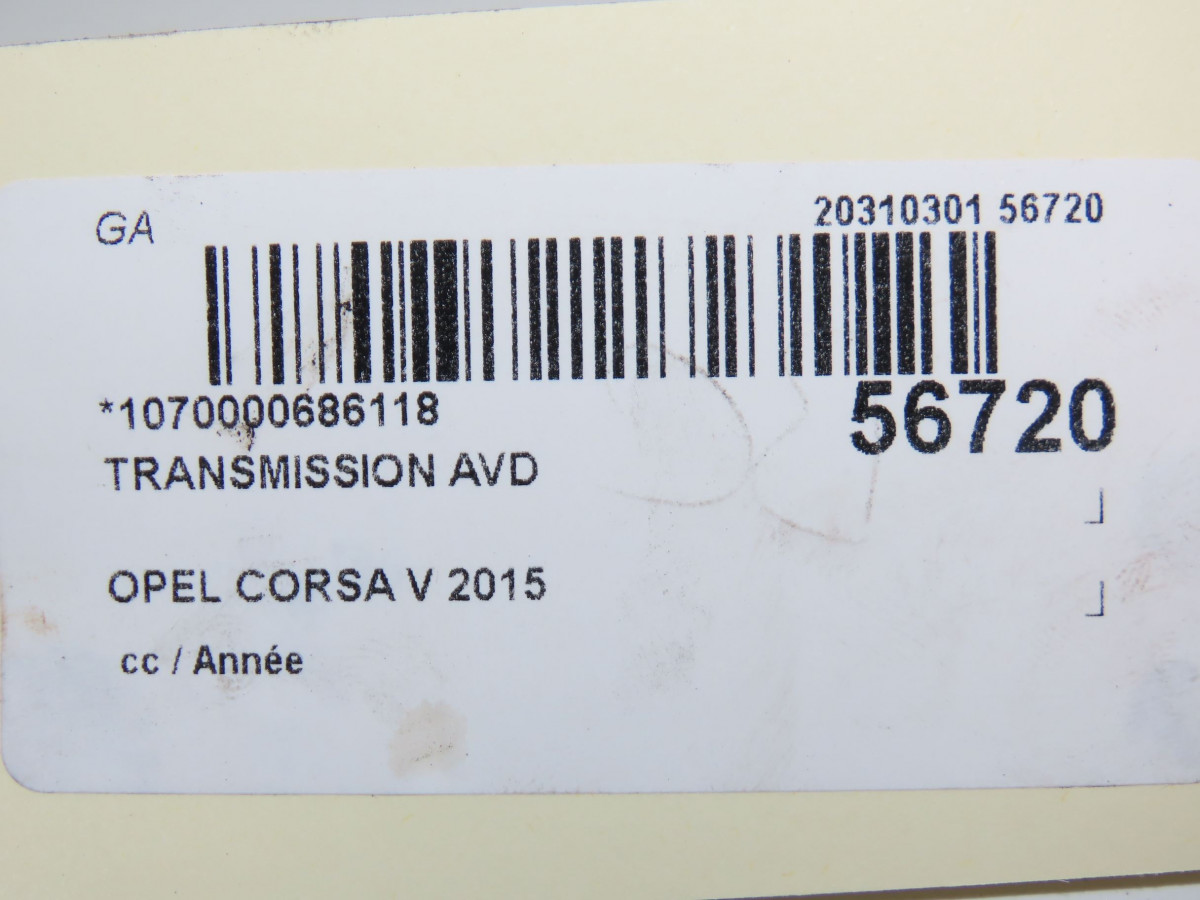 GA
20310301 56720
*1070000686118
56720
TRANSMISSION AVD
OPEL CORSA V 2015
cc / Année